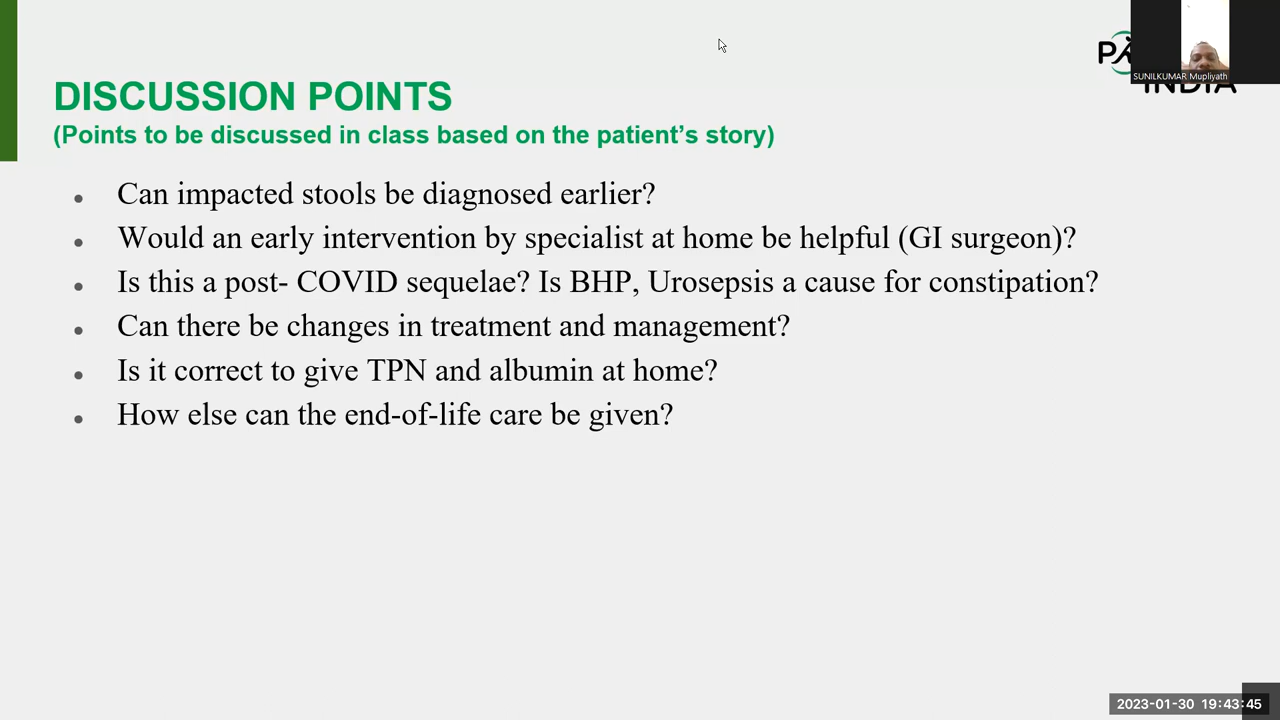 DISCUSSION POINTS
(Points to be discussed in class based on the patient’s story)
SUNILKUMAR Mupliyath
INDIA
• Can impacted stools be diagnosed earlier?
• Would an early intervention by specialist at home be helpful (GI surgeon)?
• Is this a post- COVID sequelae? Is BHP, Urosepsis a cause for constipation?
• Can there be changes in treatment and management?
• Is it correct to give TPN and albumin at home?
• How else can the end-of-life care be given?
2023-01-30 19:43:45